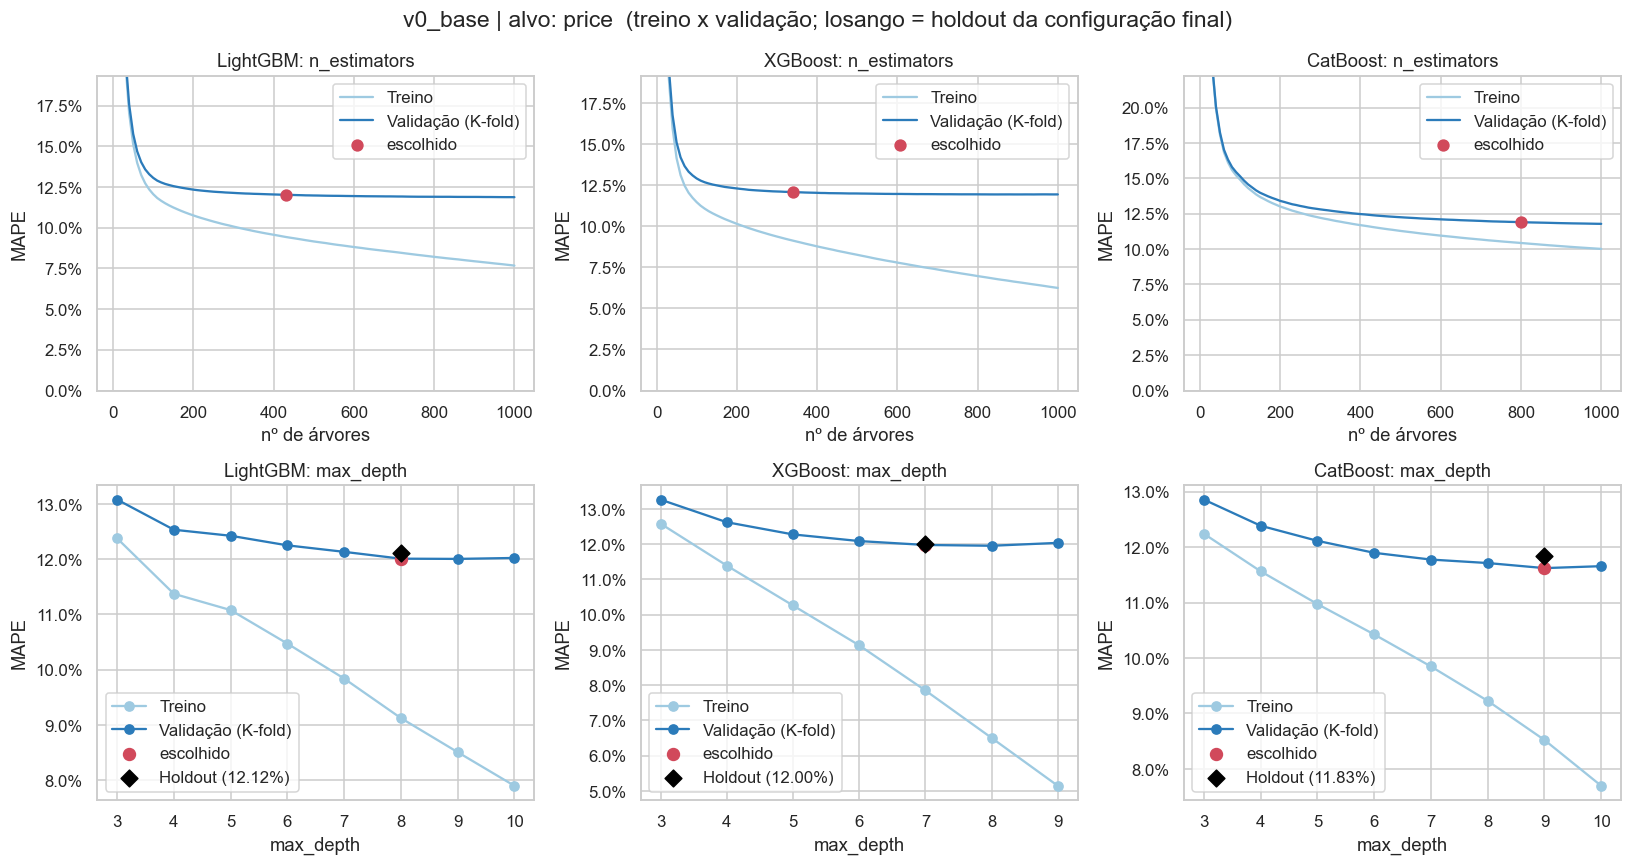 v0_base | alvo: price  (treino x validação; losango = holdout da configuração final)
LightGBM: n_estimators
MAPE
17.5%
15.0%
12.5%
10.0%
7.5%
5.0%
2.5%
0.0%
Treino
Validação (K-fold)
escolhido
0 200 400 600 800 1000
nº de árvores
XGBoost: n_estimators
MAPE
17.5%
15.0%
12.5%
10.0%
7.5%
5.0%
2.5%
0.0%
Treino
Validação (K-fold)
escolhido
0 200 400 600 800 1000
nº de árvores
CatBoost: n_estimators
MAPE
20.0%
17.5%
15.0%
12.5%
10.0%
7.5%
5.0%
2.5%
0.0%
Treino
Validação (K-fold)
escolhido
0 200 400 600 800 1000
nº de árvores
LightGBM: max_depth
MAPE
13.0%
12.0%
11.0%
10.0%
9.0%
8.0%
Treino
Validação (K-fold)
escolhido
Holdout (12.12%)
3 4 5 6 7 8 9 10
max_depth
XGBoost: max_depth
MAPE
13.0%
12.0%
11.0%
10.0%
9.0%
8.0%
7.0%
6.0%
5.0%
Treino
Validação (K-fold)
escolhido
Holdout (12.00%)
3 4 5 6 7 8 9
max_depth
CatBoost: max_depth
MAPE
13.0%
12.0%
11.0%
10.0%
9.0%
8.0%
Treino
Validação (K-fold)
escolhido
Holdout (11.83%)
3 4 5 6 7 8 9 10
max_depth